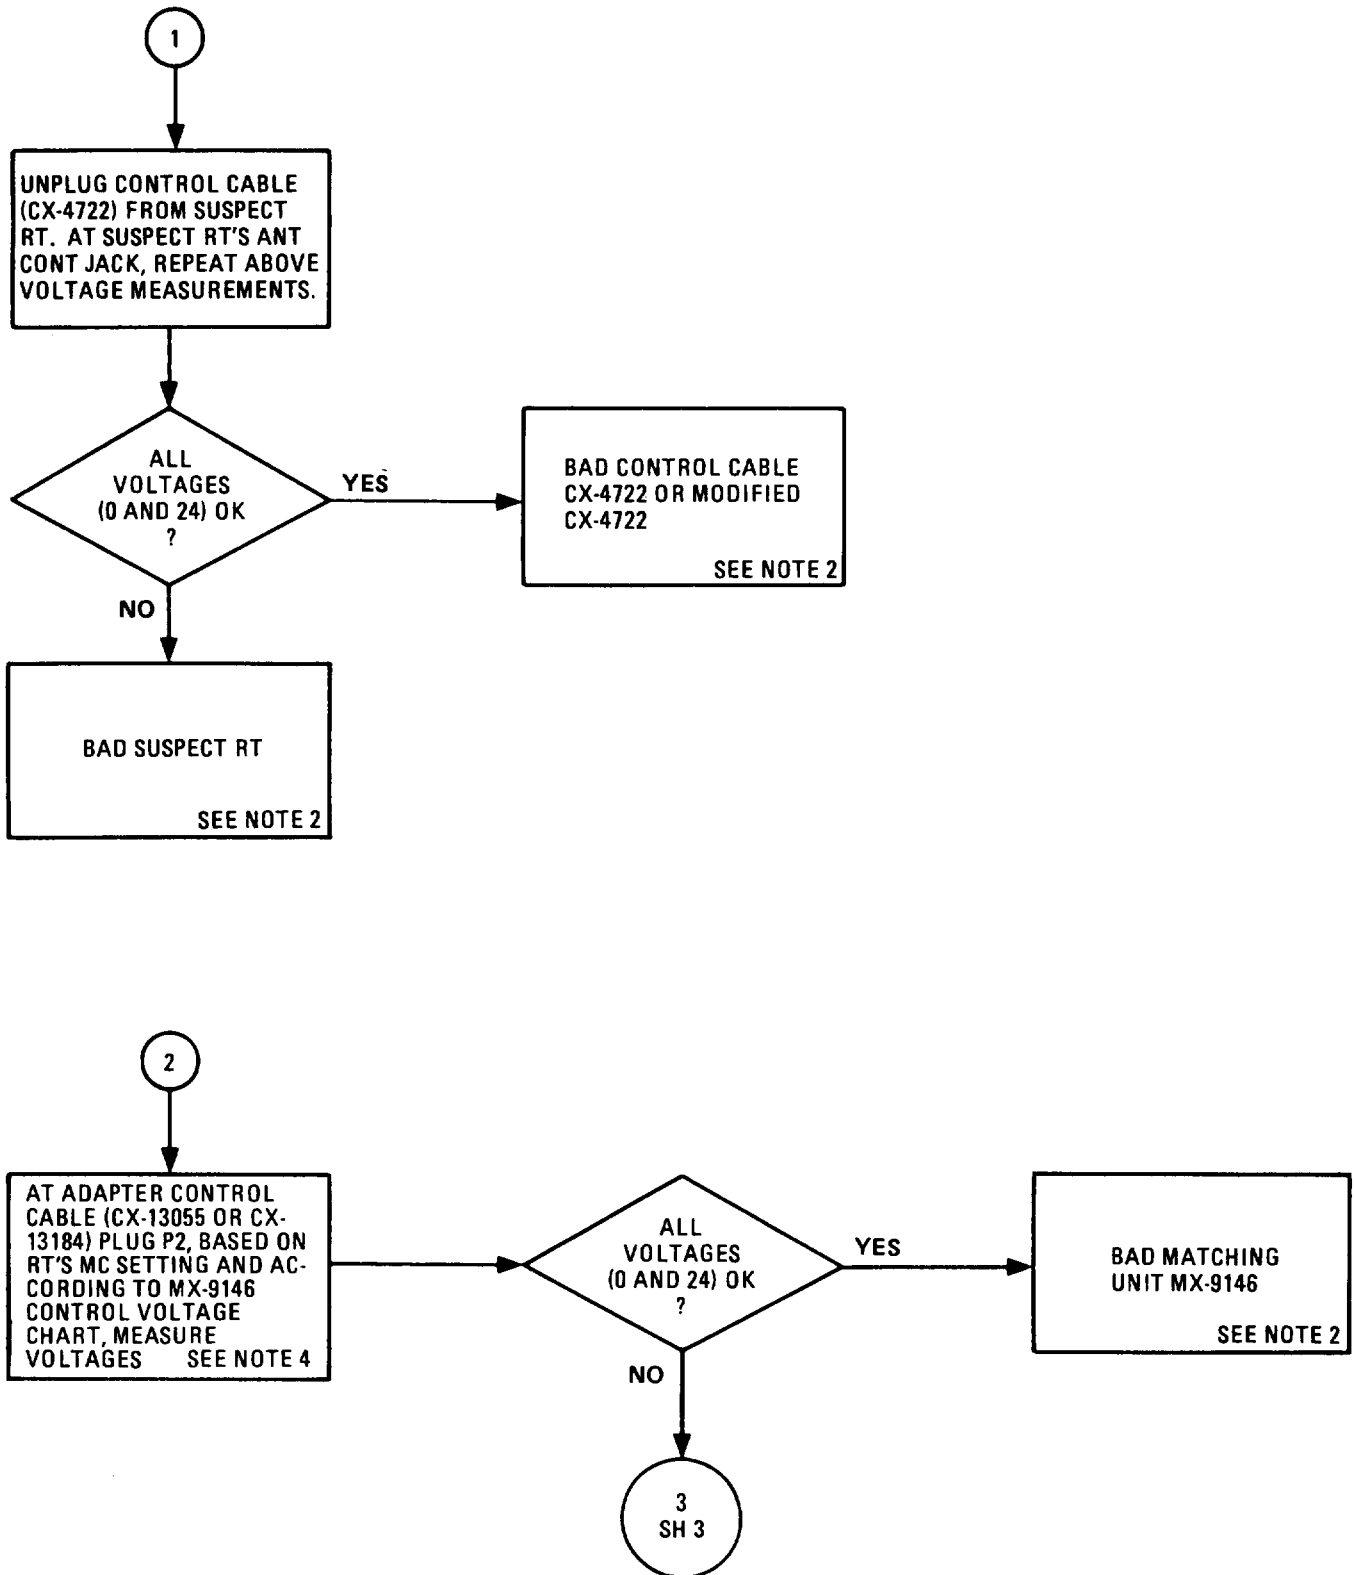 1
UNPLUG CONTROL CABLE
(CX-4722) FROM SUSPECT
RT. AT SUSPECT RT'S ANT
CONT JACK, REPEAT ABOVE
VOLTAGE MEASUREMENTS.
ALL
VOLTAGES
(0 AND 24) OK
?
YES
BAD CONTROL CABLE
CX-4722 OR MODIFIED
CX-4722
SEE NOTE 2
NO
BAD SUSPECT RT
SEE NOTE 2
2
AT ADAPTER CONTROL
CABLE (CX-13055 OR CX-
13184) PLUG P2, BASED ON
RT'S MC SETTING AND AC-
CORDING TO MX-9146
CONTROL VOLTAGE
CHART, MEASURE
VOLTAGES SEE NOTE 4
ALL
VOLTAGES
(0 AND 24) OK
?
YES
BAD MATCHING
UNIT MX-9146
SEE NOTE 2
NO
3
SH 3